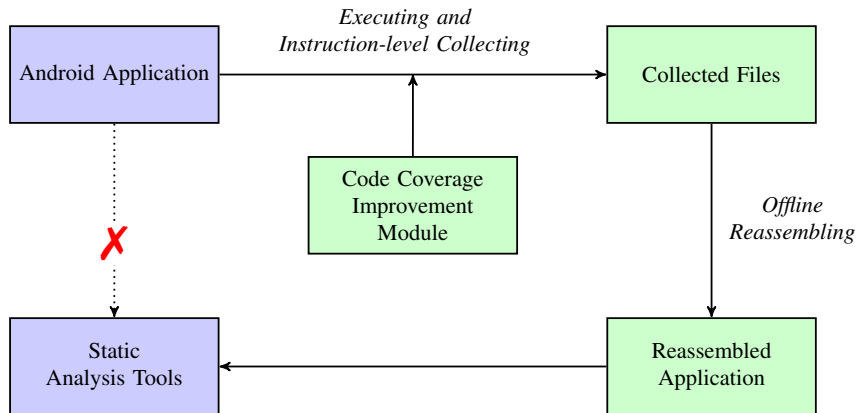 Executing and
Instruction-level Collecting
Android Application
Collected Files
Code Coverage
Improvement
Module
Offline
Reassembling
Static
Analysis Tools
Reassembled
Application